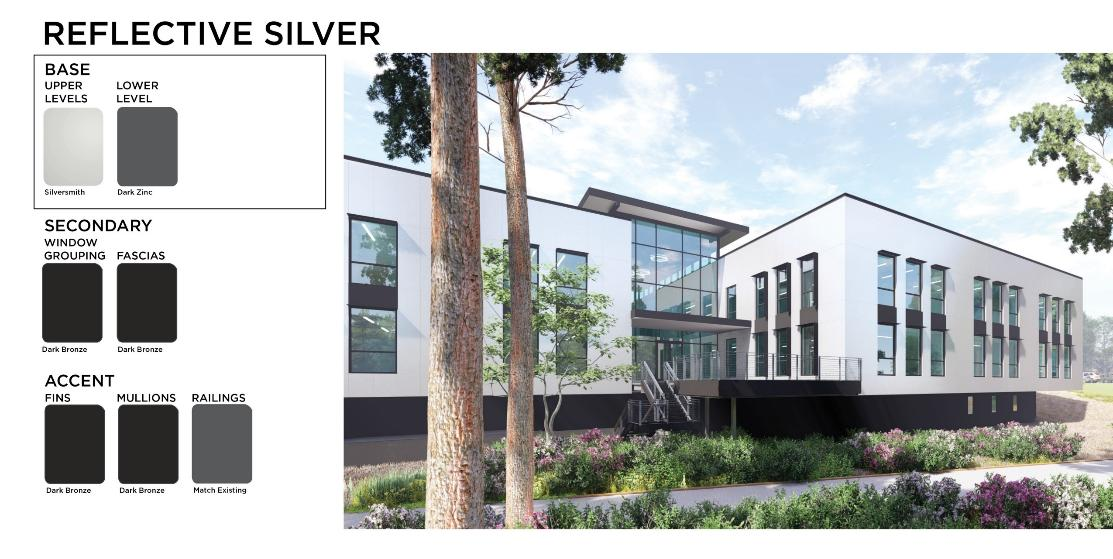 REFLECTIVE SILVER
BASE
UPPER LEVELS
LOWER LEVEL
Silversmith
Dark Zinc
SECONDARY
WINDOW GROUPING
FASCIAS
Dark Bronze
Dark Bronze
ACCENT
FINS
MULLIONS
RAILINGS
Dark Bronze
Dark Bronze
Match Existing